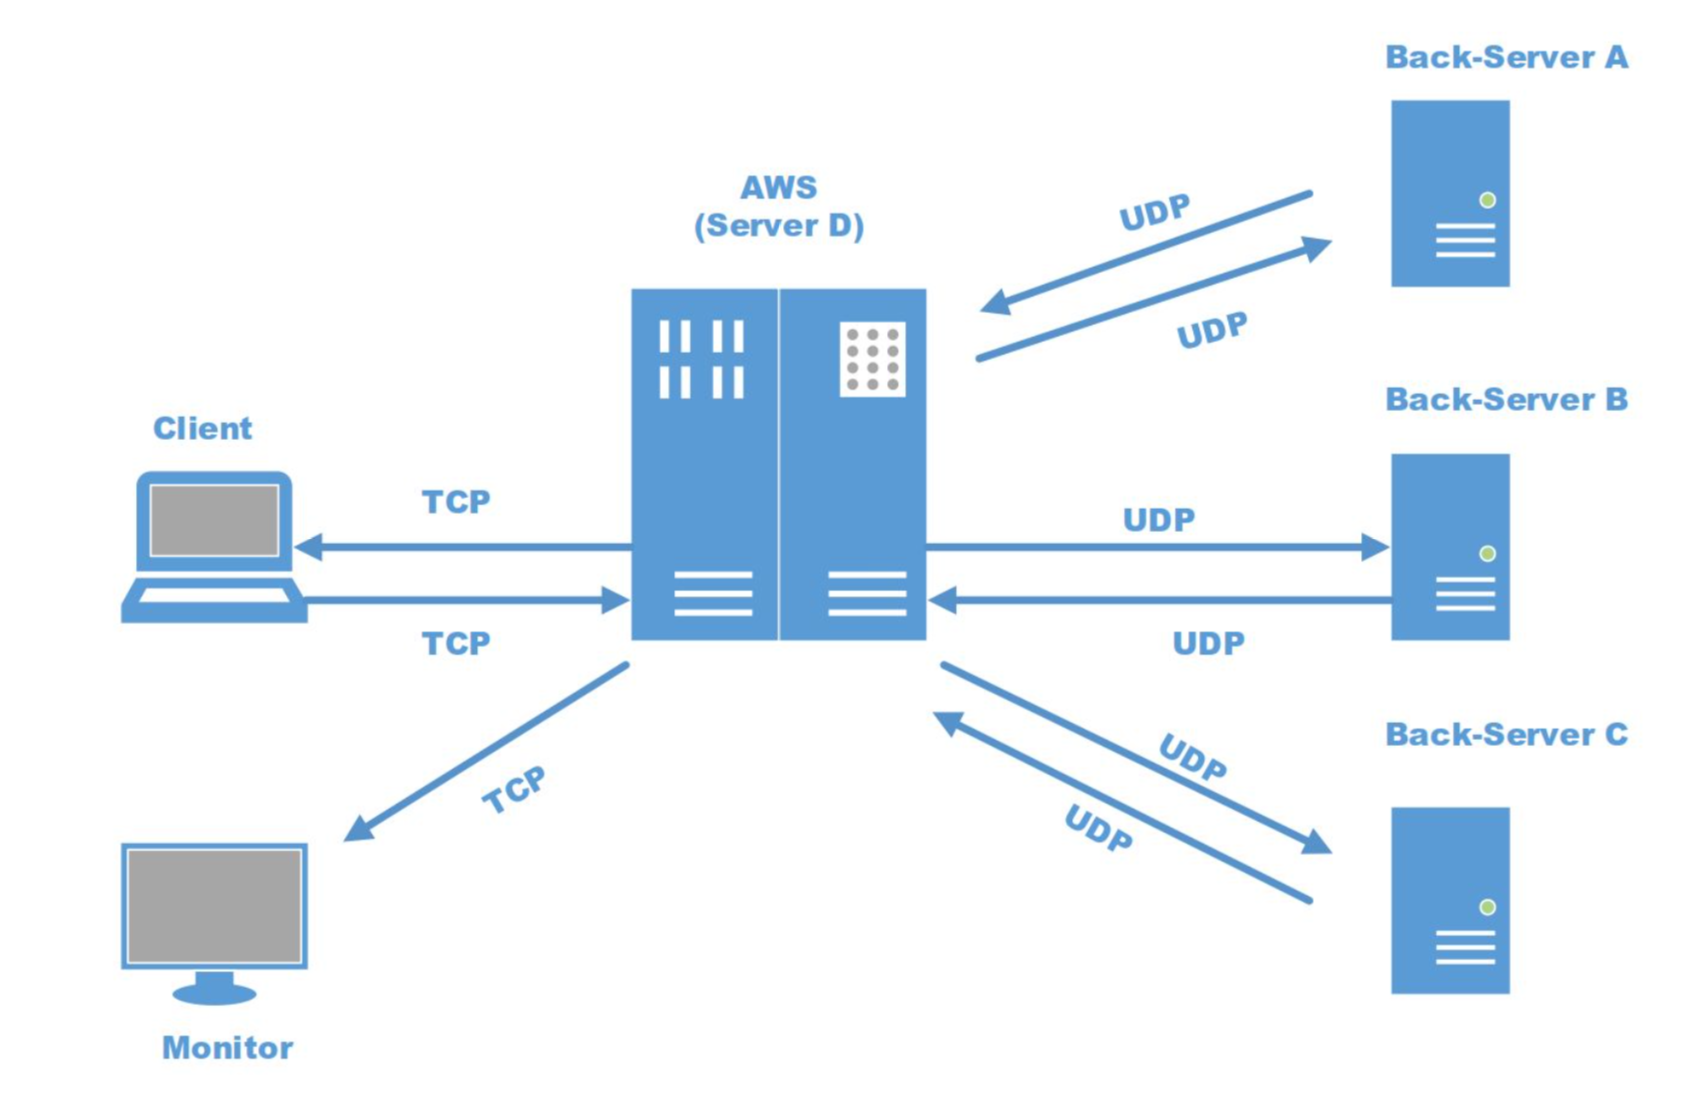 Back-Server A
AWS
(Server D)
UDP
UDP
Back-Server B
Client
TCP
UDP
TCP
UDP
Back-Server C
UDP
TCP
UDP
Monitor